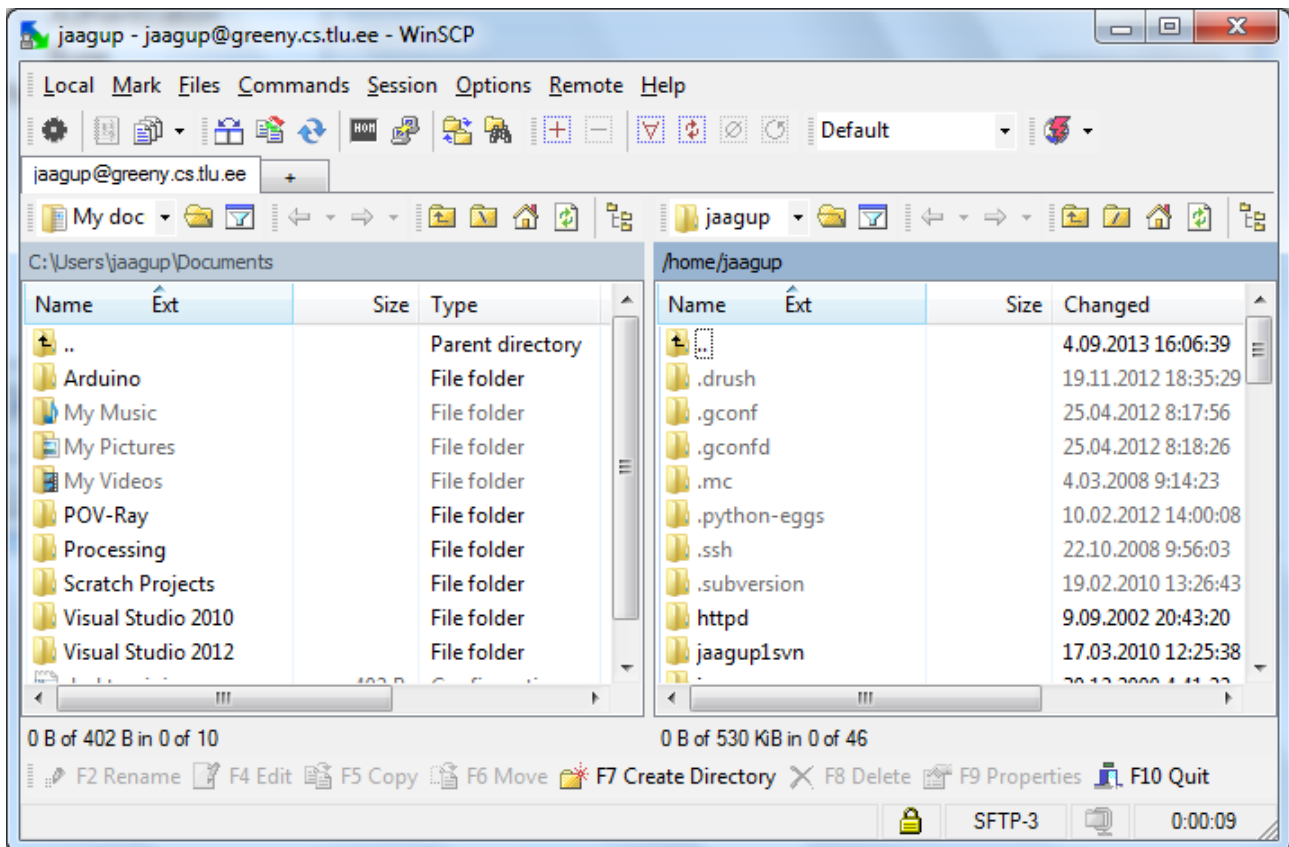 jaagup - jaagup@greeny.cs.tlu.ee - WinSCP
Local Mark Files Commands Session Options Remote Help
Default
jaagup@greeny.cs.tlu.ee +
My doc jaagup
C:\Users\jaagup\Documents /home/jaagup
Name Ext Size Type Name Ext Size Changed
.. Parent directory .. 4.09.2013 16:06:39
Arduino File folder .drush 19.11.2012 18:35:29
My Music File folder .gconf 25.04.2012 8:17:56
My Pictures File folder .gconfd 25.04.2012 8:18:26
My Videos File folder .mc 4.03.2008 9:14:23
POV-Ray File folder .python-eggs 10.02.2012 14:00:08
Processing File folder .ssh 22.10.2008 9:56:03
Scratch Projects File folder .subversion 19.02.2010 13:26:43
Visual Studio 2010 File folder httpd 9.09.2002 20:43:20
Visual Studio 2012 File folder jaagup1svn 17.03.2010 12:25:38
0 B of 402 B in 0 of 10 0 B of 530 KiB in 0 of 46
F2 Rename F4 Edit F5 Copy F6 Move F7 Create Directory F8 Delete F9 Properties F10 Quit
SFTP-3 0:00:09